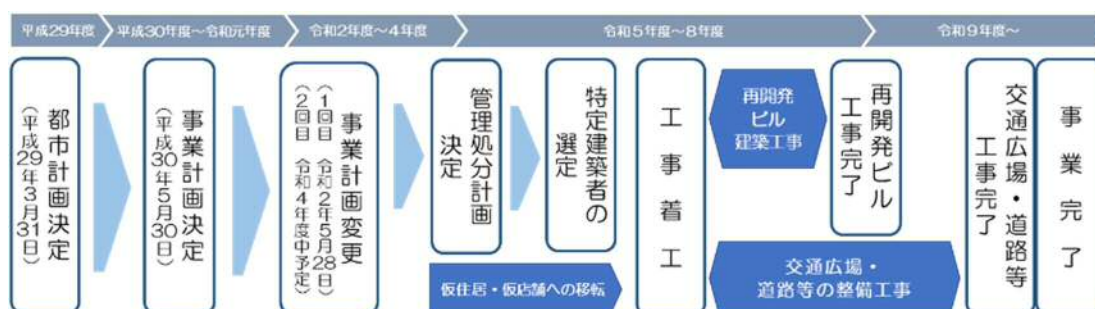 平成29年度
平成30年度～令和元年度
令和2年度～4年度
令和5年度～8年度
令和9年度～
都市計画決定
（平成29年3月31日）
事業計画決定
（平成30年5月30日）
事業計画変更
（1回目 令和2年5月28日）
（2回目 令和4年度中予定）
管理処分計画
決定
特定建築者の
選定
仮住居・仮店舗への移転
工事着工
再開発
ビル
建築工事
再開発ビル
工事完了
交通広場・
道路等の整備工事
交通広場・道路等
工事完了
事業完了